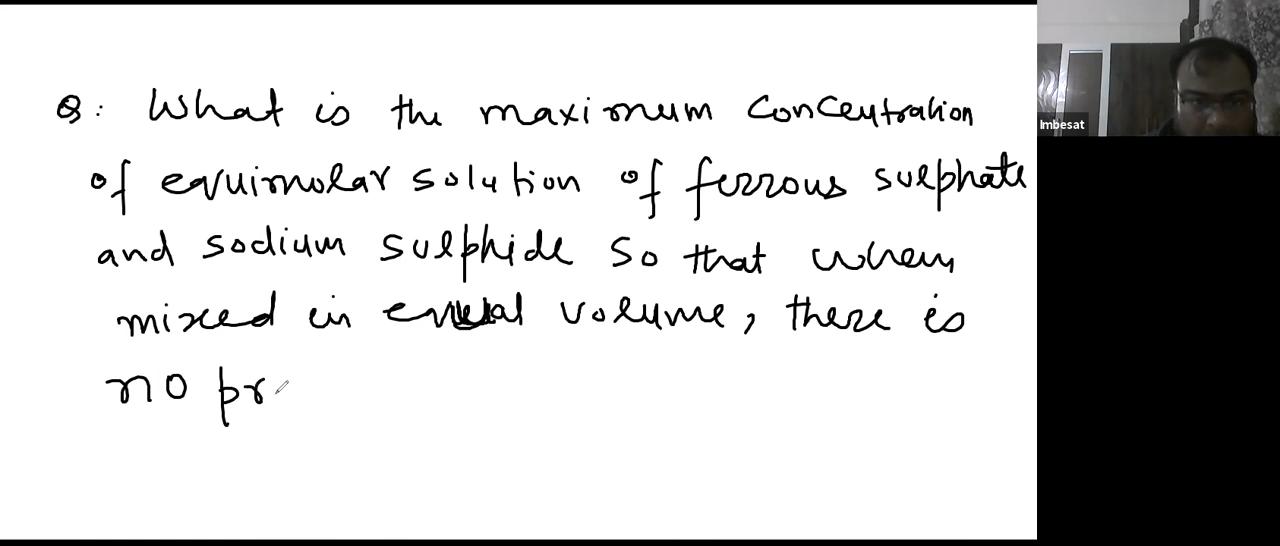 Q: What is the maximum concentration
of equimolar solution of ferrous sulphate
and sodium sulphide so that when
mixed in equal volume, there is
no pr
Imbesat